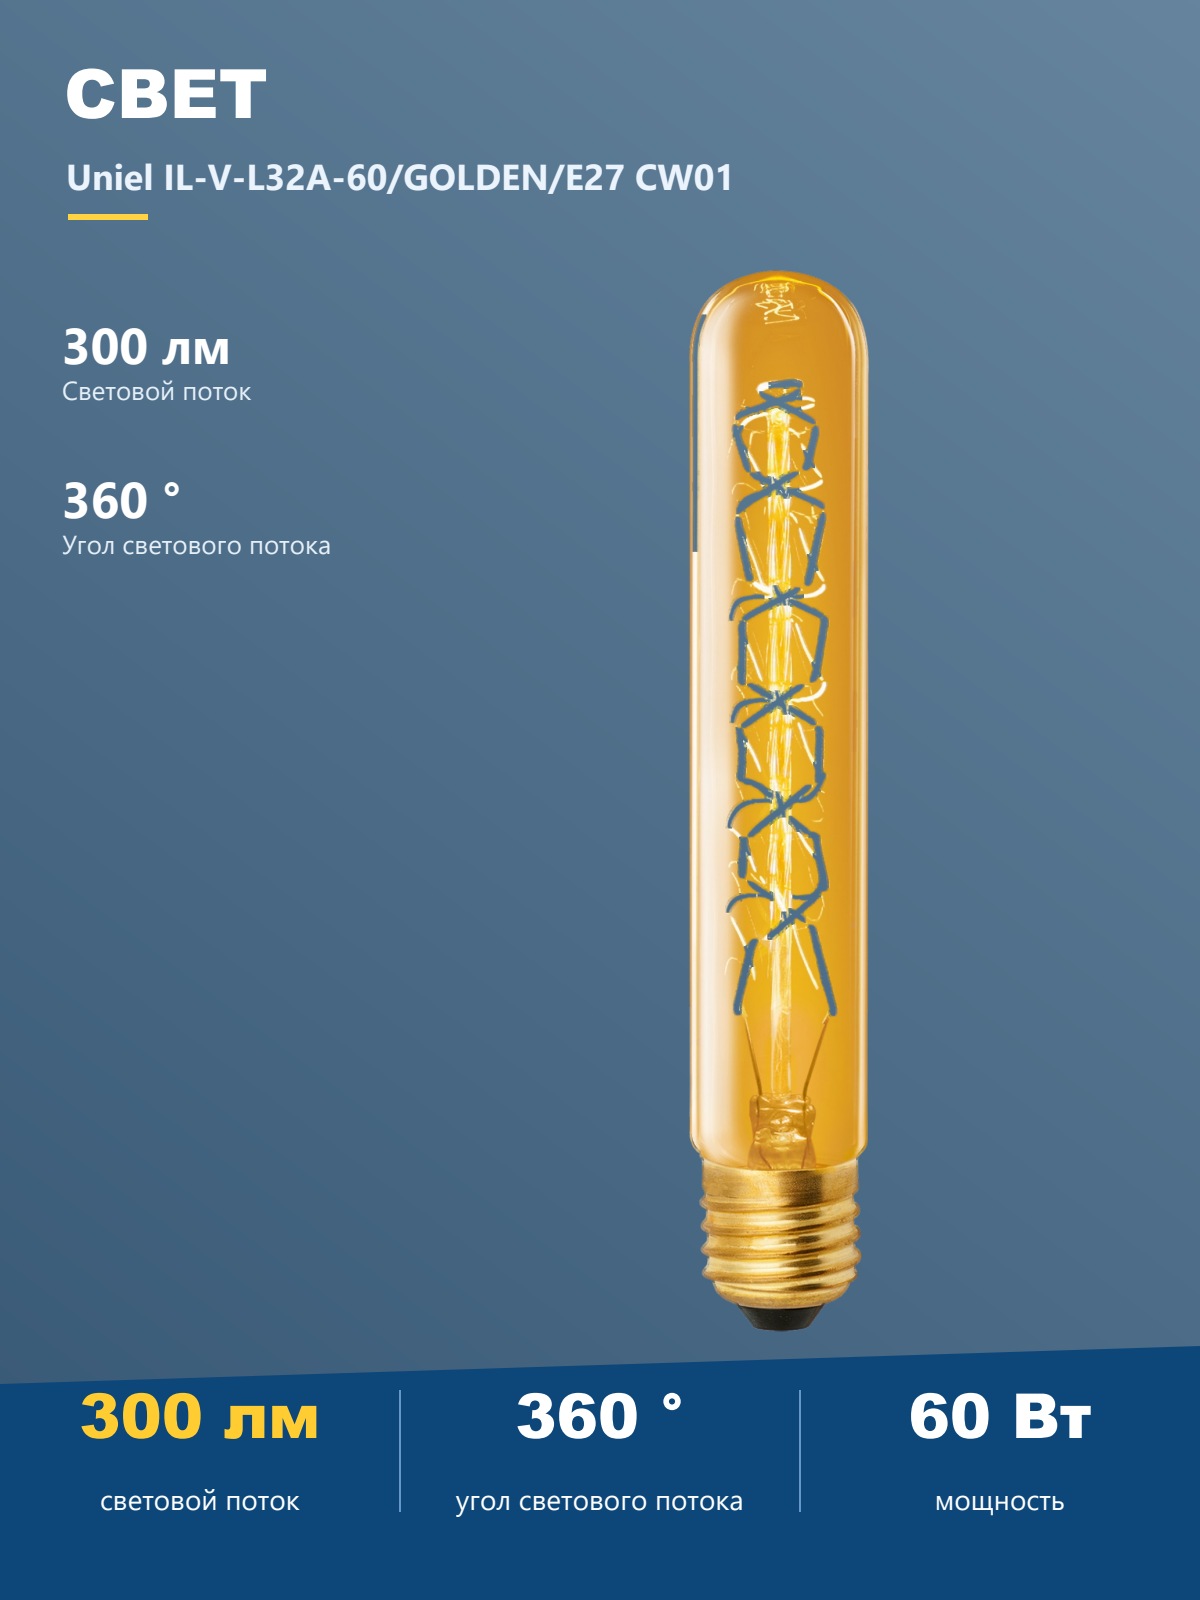 СВЕТ
Uniel IL-V-L32A-60/GOLDEN/E27 CW01
300 лм
Световой поток
360 °
Угол светового потока
300 лм
световой поток
360 °
угол светового потока
60 Вт
мощность